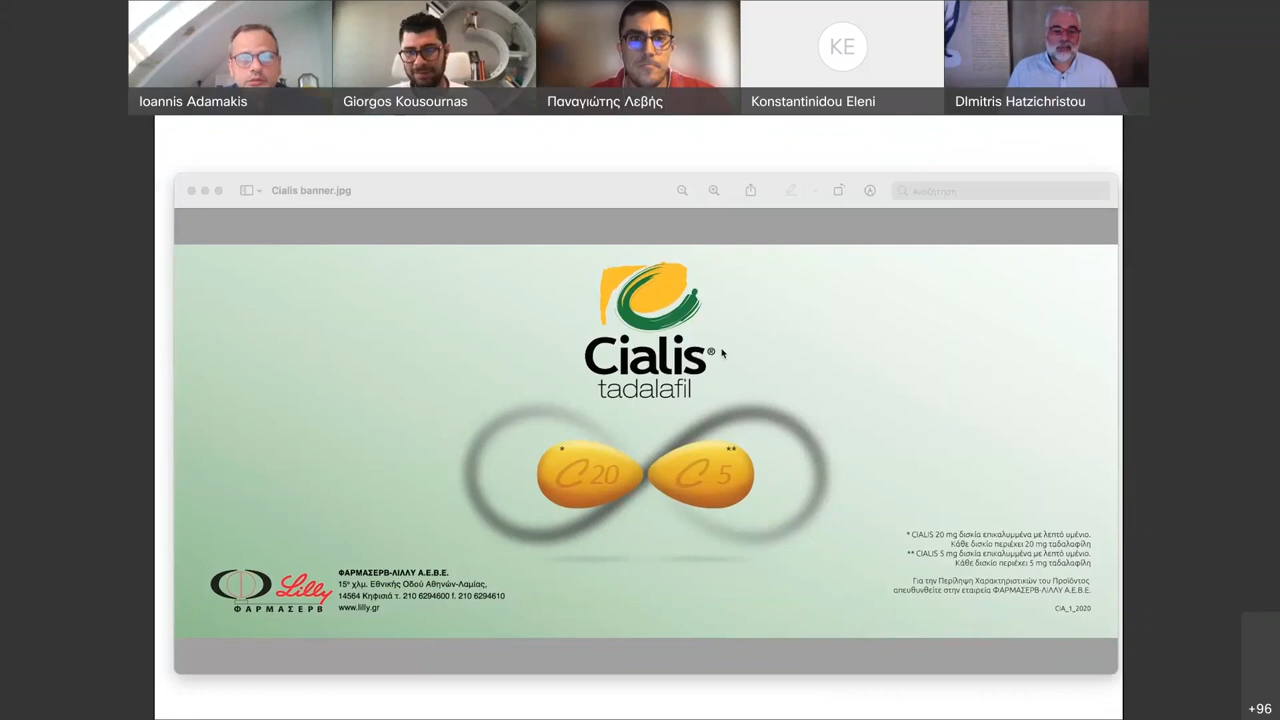 KE
Ioannis Adamakis
Giorgos Kousournas
Παναγιώτης Λεβής
Konstantinidou Eleni
DImitris Hatzichristou
Cialis banner.jpg
Αναζήτηση
Cialis®
tadalafil
* **
C 20 C 5
* CIALIS 20 mg δισκία επικαλυμμένα με λεπτό υμένιο.
Κάθε δισκίο περιέχει 20 mg ταδαλαφίλη
** CIALIS 5 mg δισκία επικαλυμμένα με λεπτό υμένιο.
Κάθε δισκίο περιέχει 5 mg ταδαλαφίλη
Για την Περίληψη Χαρακτηριστικών του Προϊόντος
απευθυνθείτε στην εταιρεία ΦΑΡΜΑΣΕΡΒ-ΛΙΛΛΥ Α.Ε.Β.Ε.
CIA_1_2020
Lilly
ΦΑΡΜΑΣΕΡΒ
ΦΑΡΜΑΣΕΡΒ-ΛΙΛΛΥ Α.Ε.Β.Ε.
15º χλμ. Εθνικής Οδού Αθηνών-Λαμίας,
14564 Κηφισιά τ. 210 6294600 f. 210 6294610
www.lilly.gr
+96